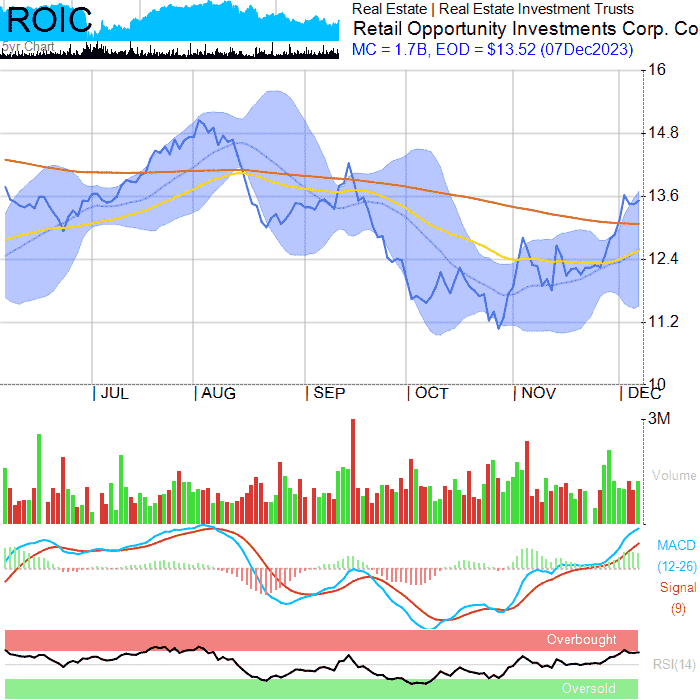 ROIC
5yr Chart
Real Estate | Real Estate Investment Trusts
Retail Opportunity Investments Corp. Co
MC = 1.7B, EOD = $13.52 (07Dec2023)
16
14.8
13.6
12.4
11.2
10
| JUL | AUG | SEP | OCT | NOV | DEC
3M
Volume
MACD
(12-26)
Signal
(9)
Overbought
RSI(14)
Oversold